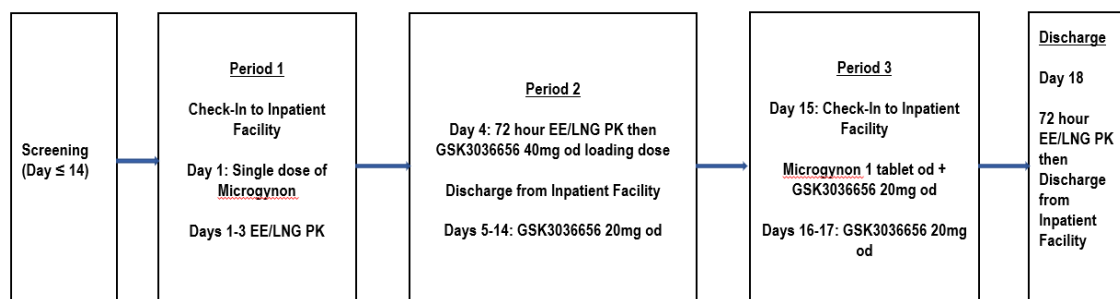 Screening
(Day ≤ 14)
Period 1
Check-In to Inpatient
Facility
Day 1: Single dose of
Microgynon
Days 1-3 EE/LNG PK
Period 2
Day 4: 72 hour EE/LNG PK then
GSK3036656 40mg od loading dose
Discharge from Inpatient Facility
Days 5-14: GSK3036656 20mg od
Period 3
Day 15: Check-In to Inpatient
Facility
Microgynon 1 tablet od +
GSK3036656 20mg od
Days 16-17: GSK3036656 20mg
od
Discharge
Day 18
72 hour
EE/LNG PK
then
Discharge
from
Inpatient
Facility